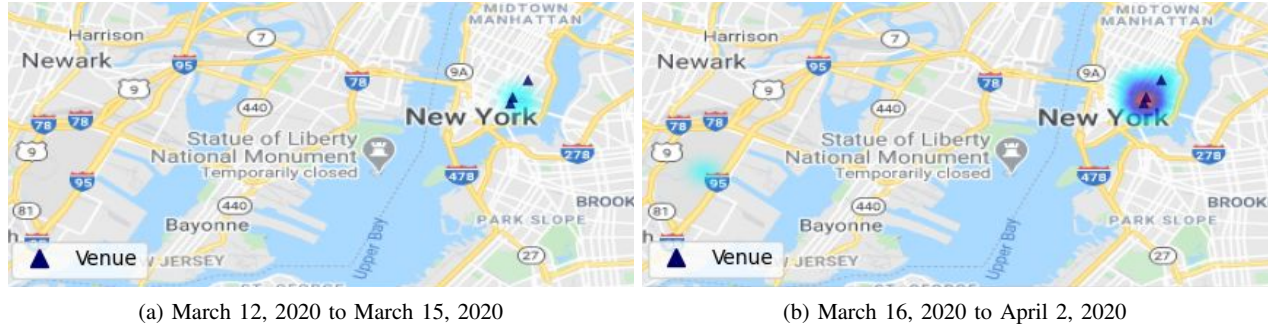 MIDTOWN
MANHATTAN
Harrison
7
Newark
95
9A
9
78
440
New York
78
78
Statue of Liberty
National Monument
Temporarily closed
9
278
95
478
440
BROOK
81
Bayonne
PARK SLOPE
h
Upper Bay
Venue
W JERSEY
27
ST. GEORGE
(a) March 12, 2020 to March 15, 2020
MIDTOWN
MANHATTAN
Harrison
7
Newark
95
9A
9
78
440
New York
78
78
Statue of Liberty
National Monument
Temporarily closed
9
278
95
478
440
BROOK
81
Bayonne
PARK SLOPE
h
Upper Bay
Venue
W JERSEY
27
ST. GEORGE
(b) March 16, 2020 to April 2, 2020